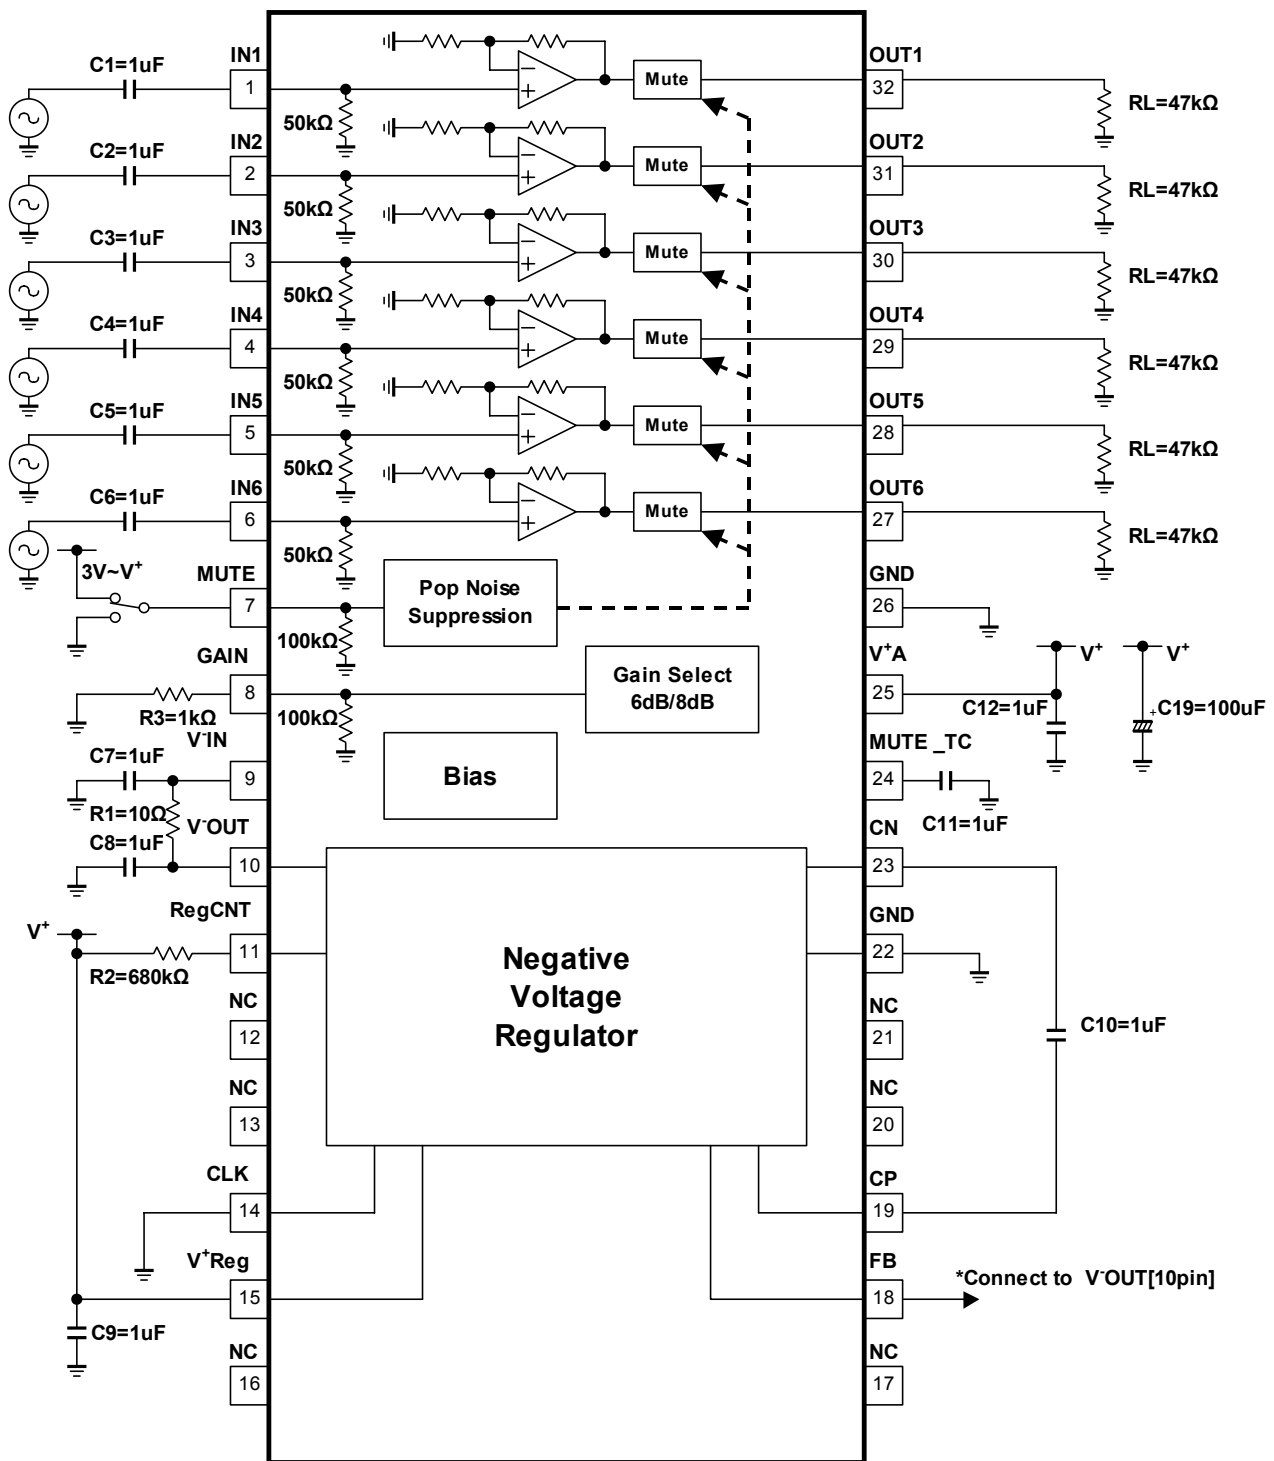 IN1
OUT1
C1=1uF
1
Mute
32
RL=47kΩ
50kΩ
IN2
OUT2
C2=1uF
2
Mute
31
RL=47kΩ
50kΩ
IN3
OUT3
C3=1uF
3
Mute
30
RL=47kΩ
50kΩ
IN4
OUT4
C4=1uF
4
Mute
29
RL=47kΩ
50kΩ
IN5
OUT5
C5=1uF
5
Mute
28
RL=47kΩ
50kΩ
IN6
OUT6
C6=1uF
6
Mute
27
RL=47kΩ
50kΩ
3V~V⁺
MUTE
GND
7
Pop Noise
Suppression
26
100kΩ
GAIN
V⁺A
V⁺
V⁺
8
Gain Select
6dB/8dB
25
R3=1kΩ
100kΩ
C12=1uF
+
C19=100uF
V⁻IN
MUTE _TC
C7=1uF
9
Bias
24
R1=10Ω
C11=1uF
V⁻OUT
CN
C8=1uF
10
23
RegCNT
GND
V⁺
11
22
R2=680kΩ
Negative
Voltage
Regulator
NC
NC
12
21
C10=1uF
NC
NC
13
20
CLK
CP
14
19
V⁺Reg
FB
*Connect to V⁻OUT[10pin]
15
18
C9=1uF
NC
NC
16
17